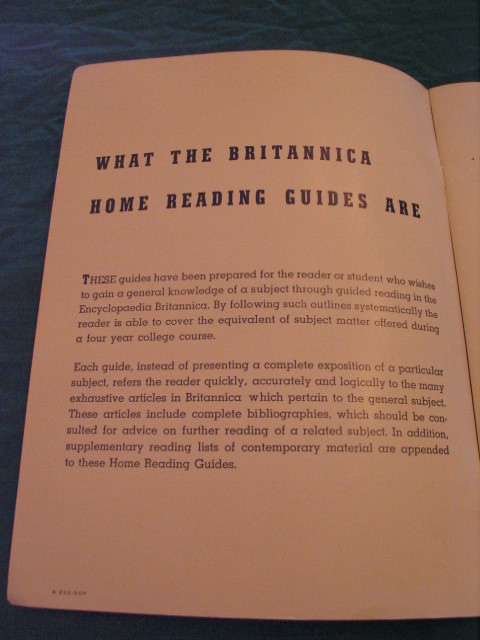 WHAT THE BRITANNICA
HOME READING GUIDES ARE
THESE guides have been prepared for the reader or student who wishes
to gain a general knowledge of a subject through guided reading in the
Encyclopaedia Britannica. By following such outlines systematically the
reader is able to cover the equivalent of subject matter offered during
a four year college course.
Each guide, instead of presenting a complete exposition of a particular
subject, refers the reader quickly, accurately and logically to the many
exhaustive articles in Britannica which pertain to the general subject.
These articles include complete bibliographies, which should be con-
sulted for advice on further reading of a related subject. In addition,
supplementary reading lists of contemporary material are appended
to these Home Reading Guides.